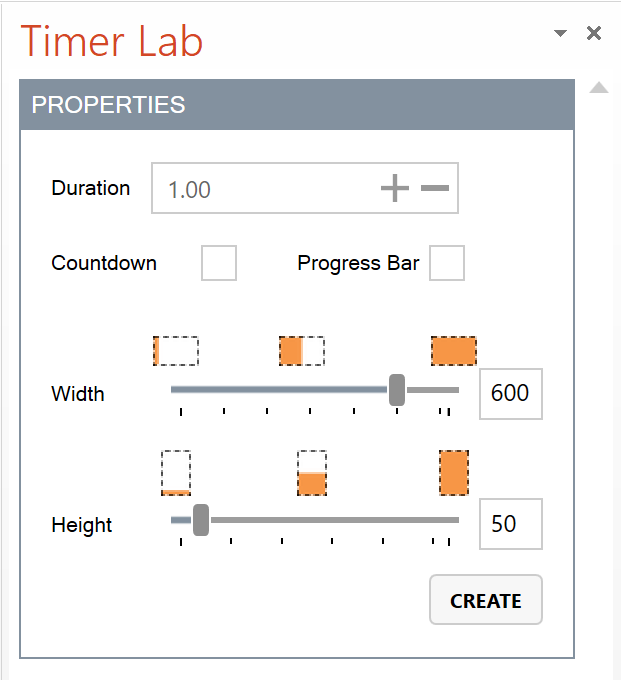 Timer Lab
PROPERTIES
Duration 1.00
Countdown Progress Bar
Width 600
Height 50
CREATE